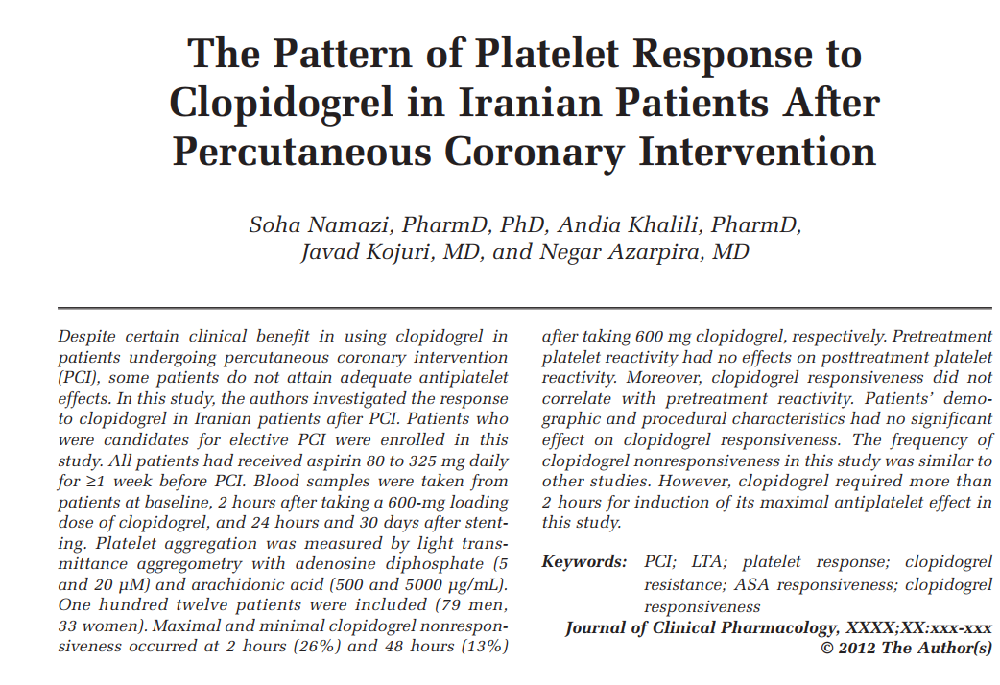 The Pattern of Platelet Response to
Clopidogrel in Iranian Patients After
Percutaneous Coronary Intervention
Soha Namazi, PharmD, PhD, Andia Khalili, PharmD,
Javad Kojuri, MD, and Negar Azarpira, MD
Despite certain clinical benefit in using clopidogrel in
patients undergoing percutaneous coronary intervention
(PCI), some patients do not attain adequate antiplatelet
effects. In this study, the authors investigated the response
to clopidogrel in Iranian patients after PCI. Patients who
were candidates for elective PCI were enrolled in this
study. All patients had received aspirin 80 to 325 mg daily
for ≥1 week before PCI. Blood samples were taken from
patients at baseline, 2 hours after taking a 600-mg loading
dose of clopidogrel, and 24 hours and 30 days after stent-
ing. Platelet aggregation was measured by light trans-
mittance aggregometry with adenosine diphosphate (5
and 20 μM) and arachidonic acid (500 and 5000 μg/mL).
One hundred twelve patients were included (79 men,
33 women). Maximal and minimal clopidogrel nonrespon-
siveness occurred at 2 hours (26%) and 48 hours (13%)
after taking 600 mg clopidogrel, respectively. Pretreatment
platelet reactivity had no effects on posttreatment platelet
reactivity. Moreover, clopidogrel responsiveness did not
correlate with pretreatment reactivity. Patients' demo-
graphic and procedural characteristics had no significant
effect on clopidogrel responsiveness. The frequency of
clopidogrel nonresponsiveness in this study was similar to
other studies. However, clopidogrel required more than
2 hours for induction of its maximal antiplatelet effect in
this study.
Keywords: PCI; LTA; platelet response; clopidogrel
resistance; ASA responsiveness; clopidogrel
responsiveness
Journal of Clinical Pharmacology, XXXX;XX:xxx-xxx
© 2012 The Author(s)